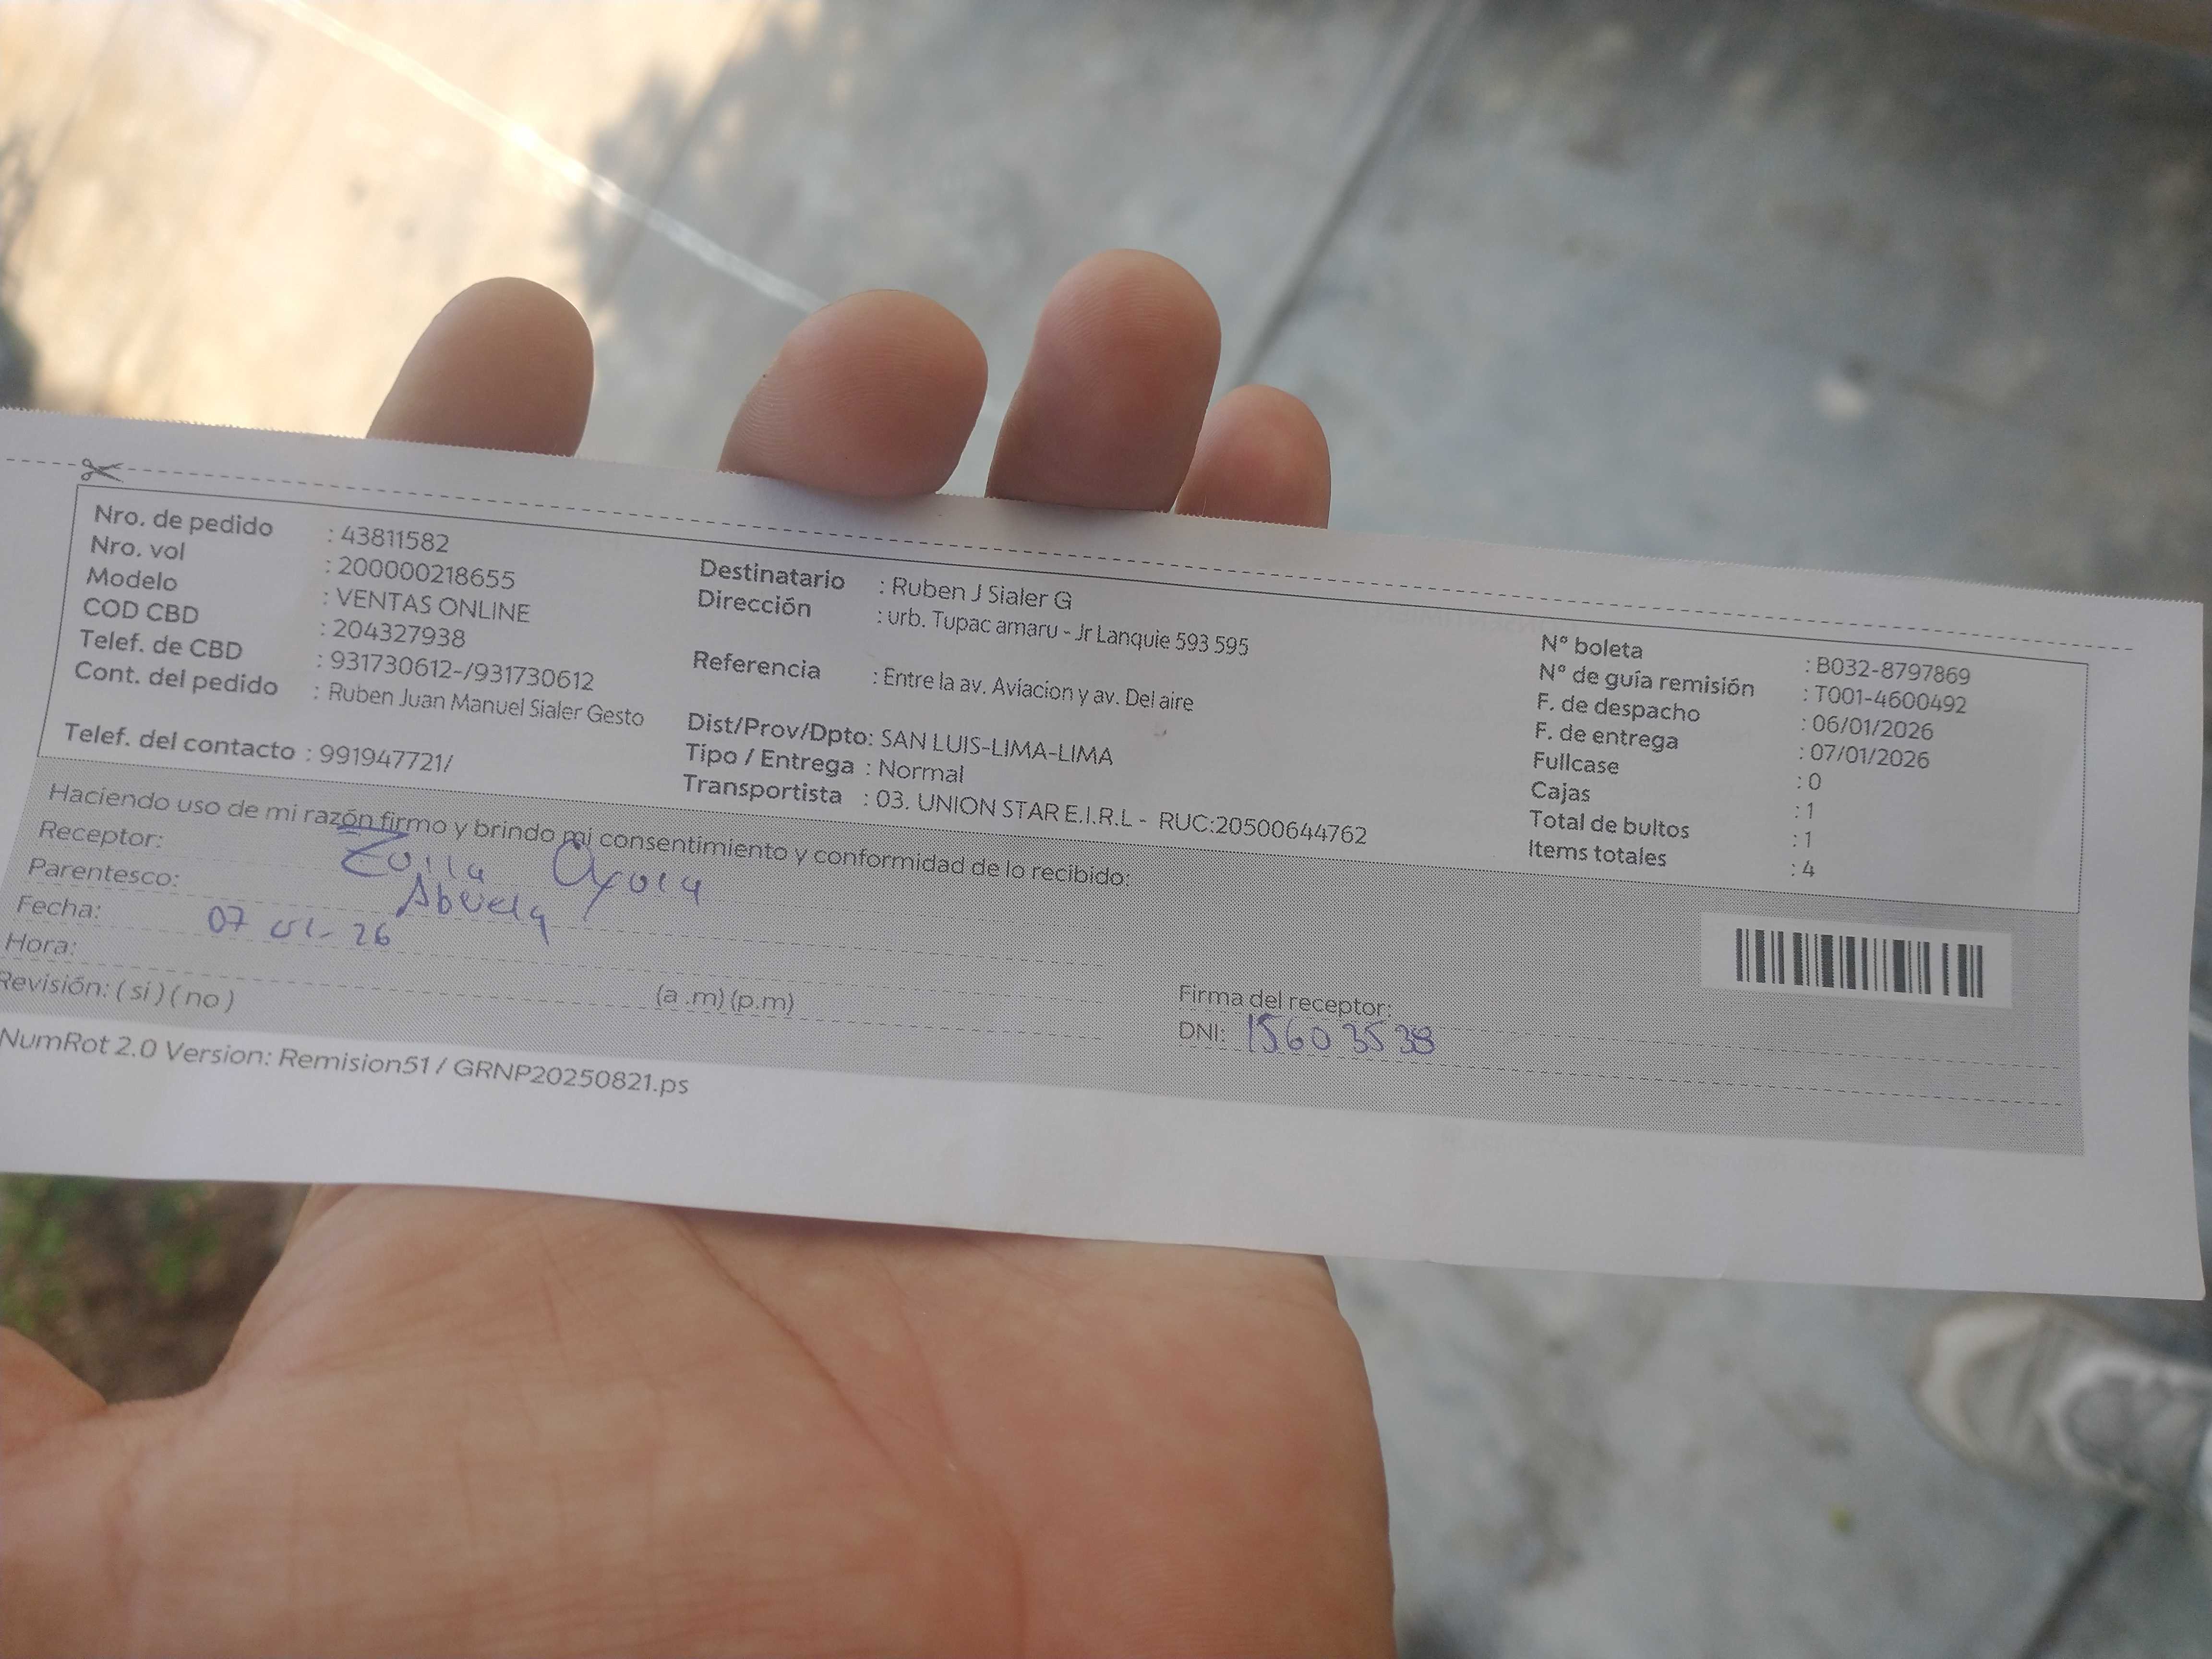 Nro. de pedido : 43811582
Nro. vol : 200000218655
Modelo : VENTAS ONLINE
COD CBD : 204327938
Telef. de CBD : 931730612-/931730612
Cont. del pedido : Ruben Juan Manuel Sialer Gesto
Telef. del contacto : 991947721/
Destinatario : Ruben J Sialer G
Dirección : urb. Tupac amaru - Jr Lanquie 593 595
Referencia : Entre la av. Aviacion y av. Del aire
Dist/Prov/Dpto: SAN LUIS-LIMA-LIMA
Tipo / Entrega : Normal
Transportista : 03. UNION STAR E.I.R.L - RUC:20500644762
N° boleta : B032-8797869
N° de guía remisión : T001-4600492
F. de despacho : 06/01/2026
F. de entrega : 07/01/2026
Fullcase : 0
Cajas : 1
Total de bultos : 1
Items totales : 4
Haciendo uso de mi razón firmo y brindo mi consentimiento y conformidad de lo recibido:
Receptor: Zoila
Parentesco: Abuela
Fecha: 07 01- 26
Hora: (a .m) (p.m)
Revisión: ( si ) ( no )
Firma del receptor:
DNI: 15603538
NumRot 2.0 Version: Remision51 / GRNP20250821.ps